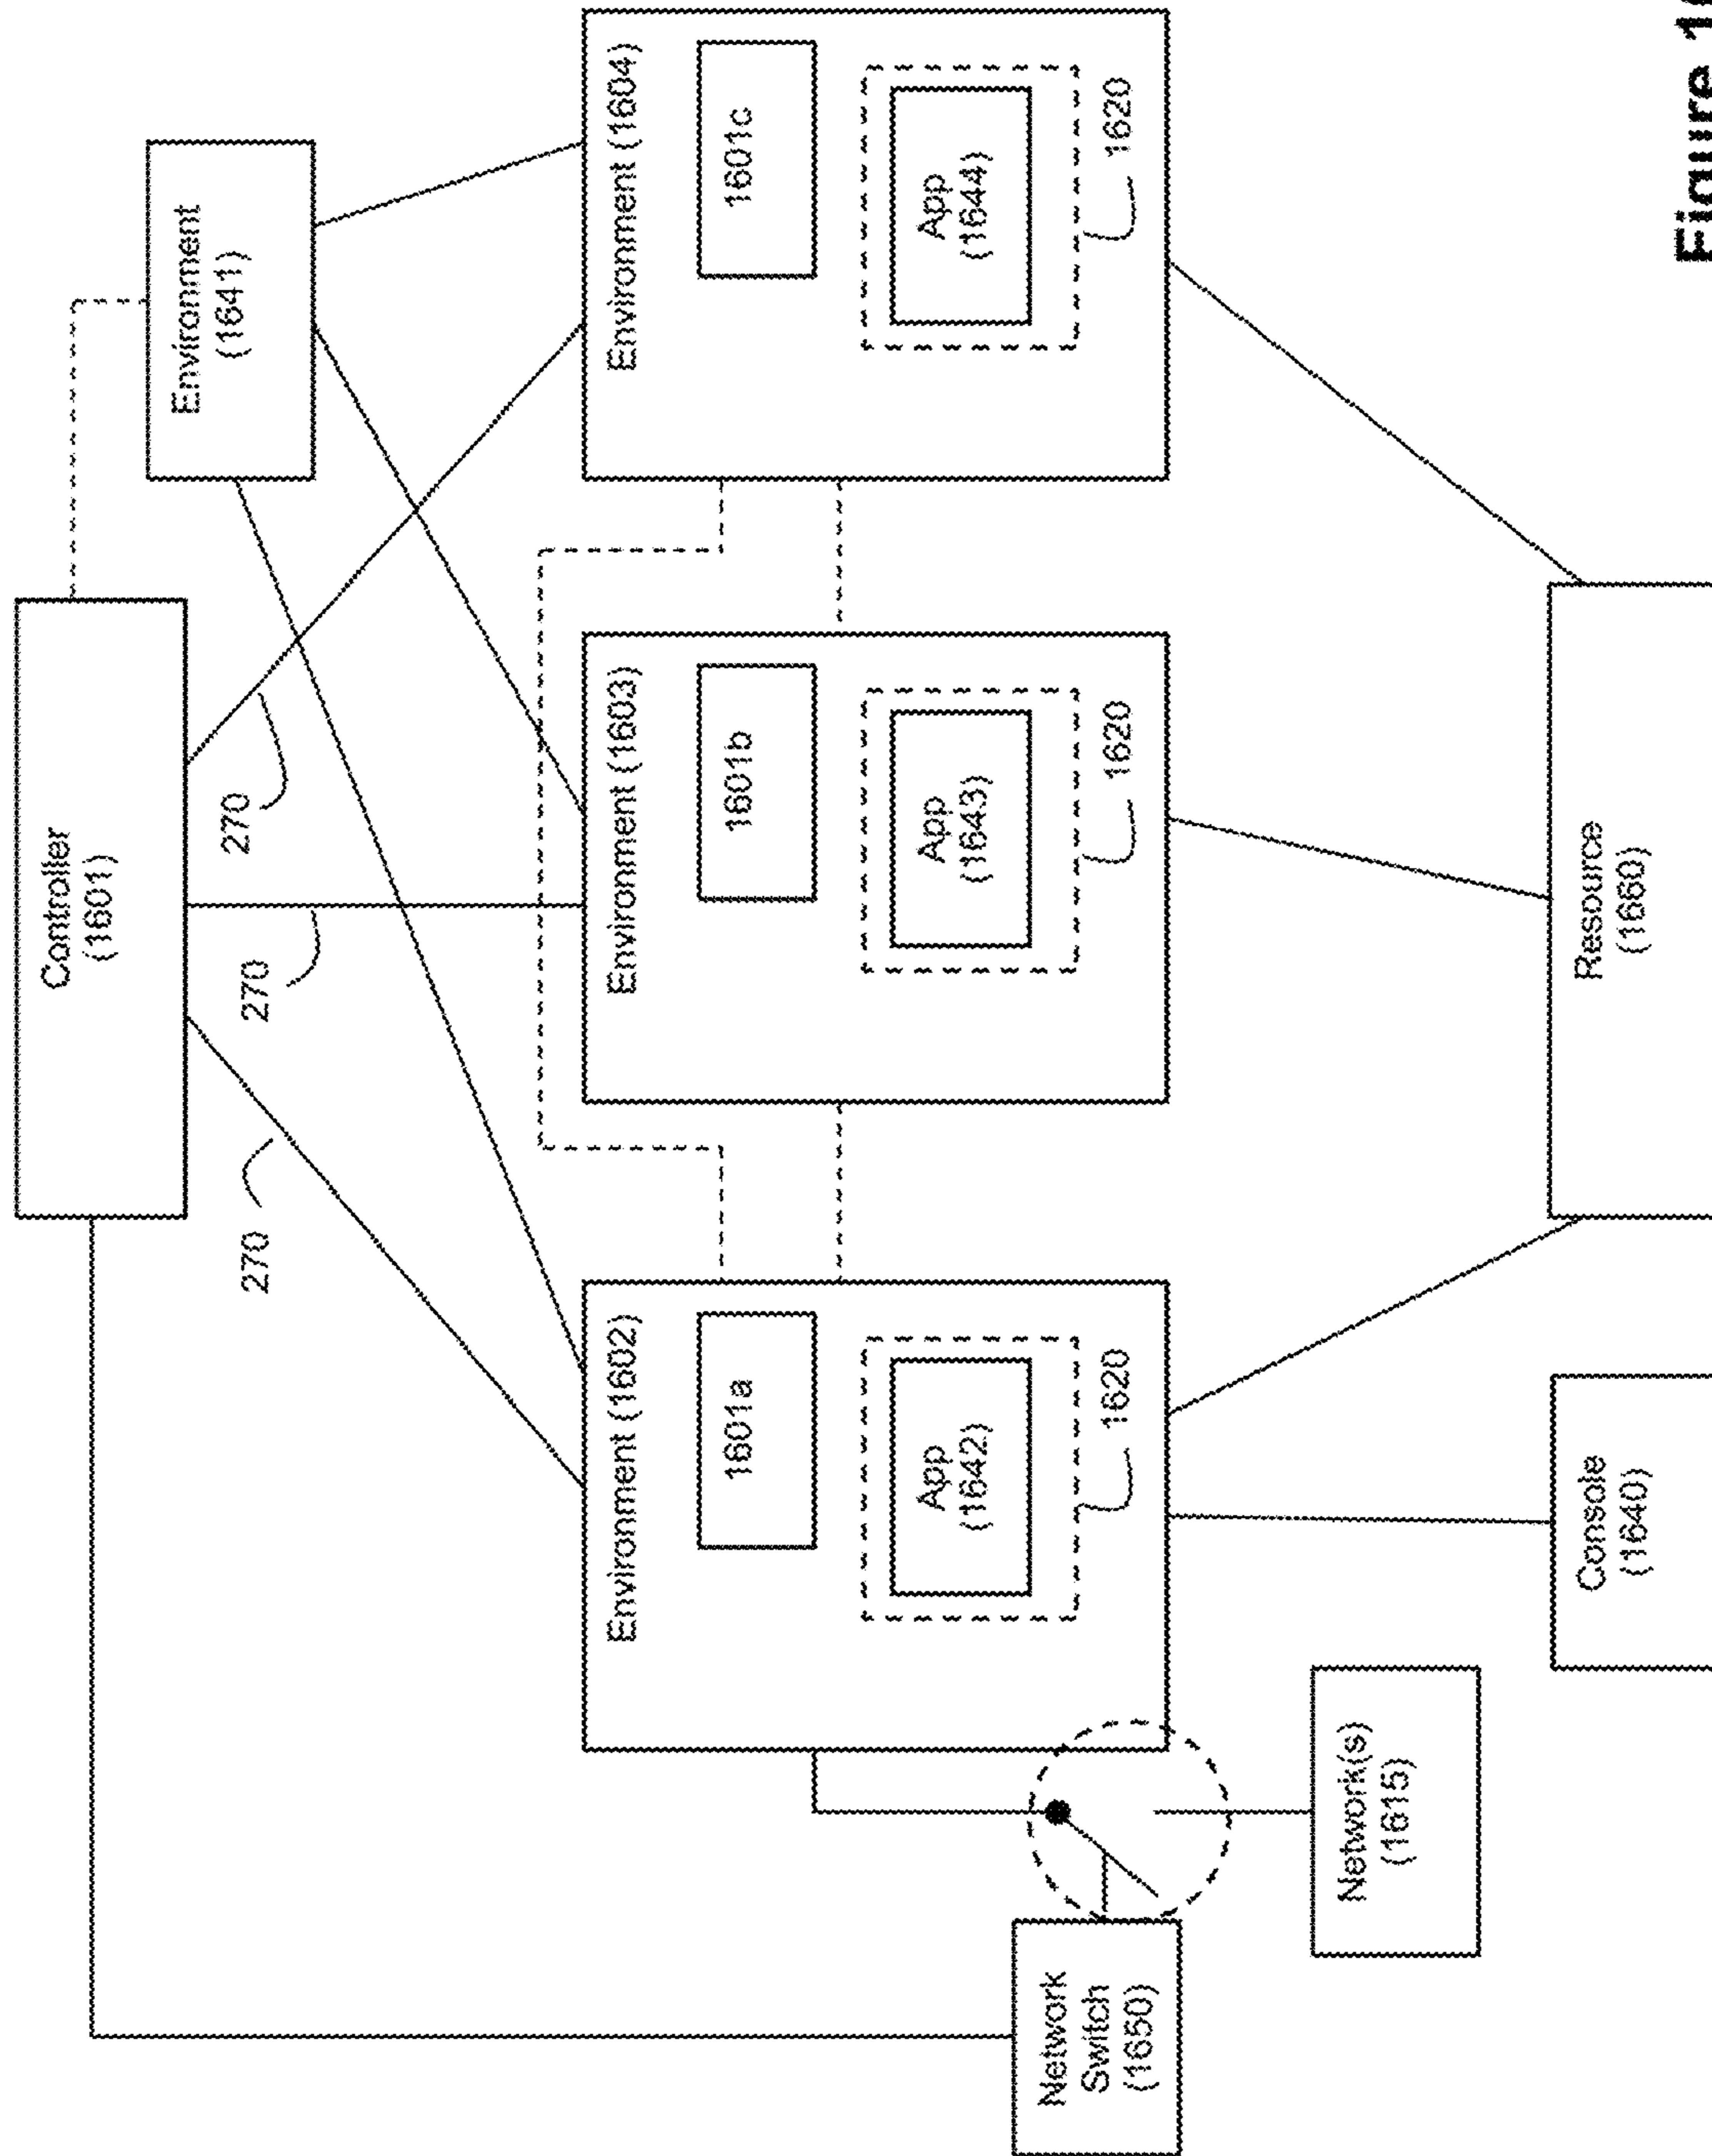 Controller
(1601)
Environment
(1641)
270
270
270
Environment (1602)
1601a
App
(1642)
1620
Environment (1603)
1601b
App
(1643)
1620
Environment (1604)
1601c
App
(1644)
1620
Network
Switch
(1650)
Network(s)
(1615)
Console
(1640)
Resource
(1660)
Figure